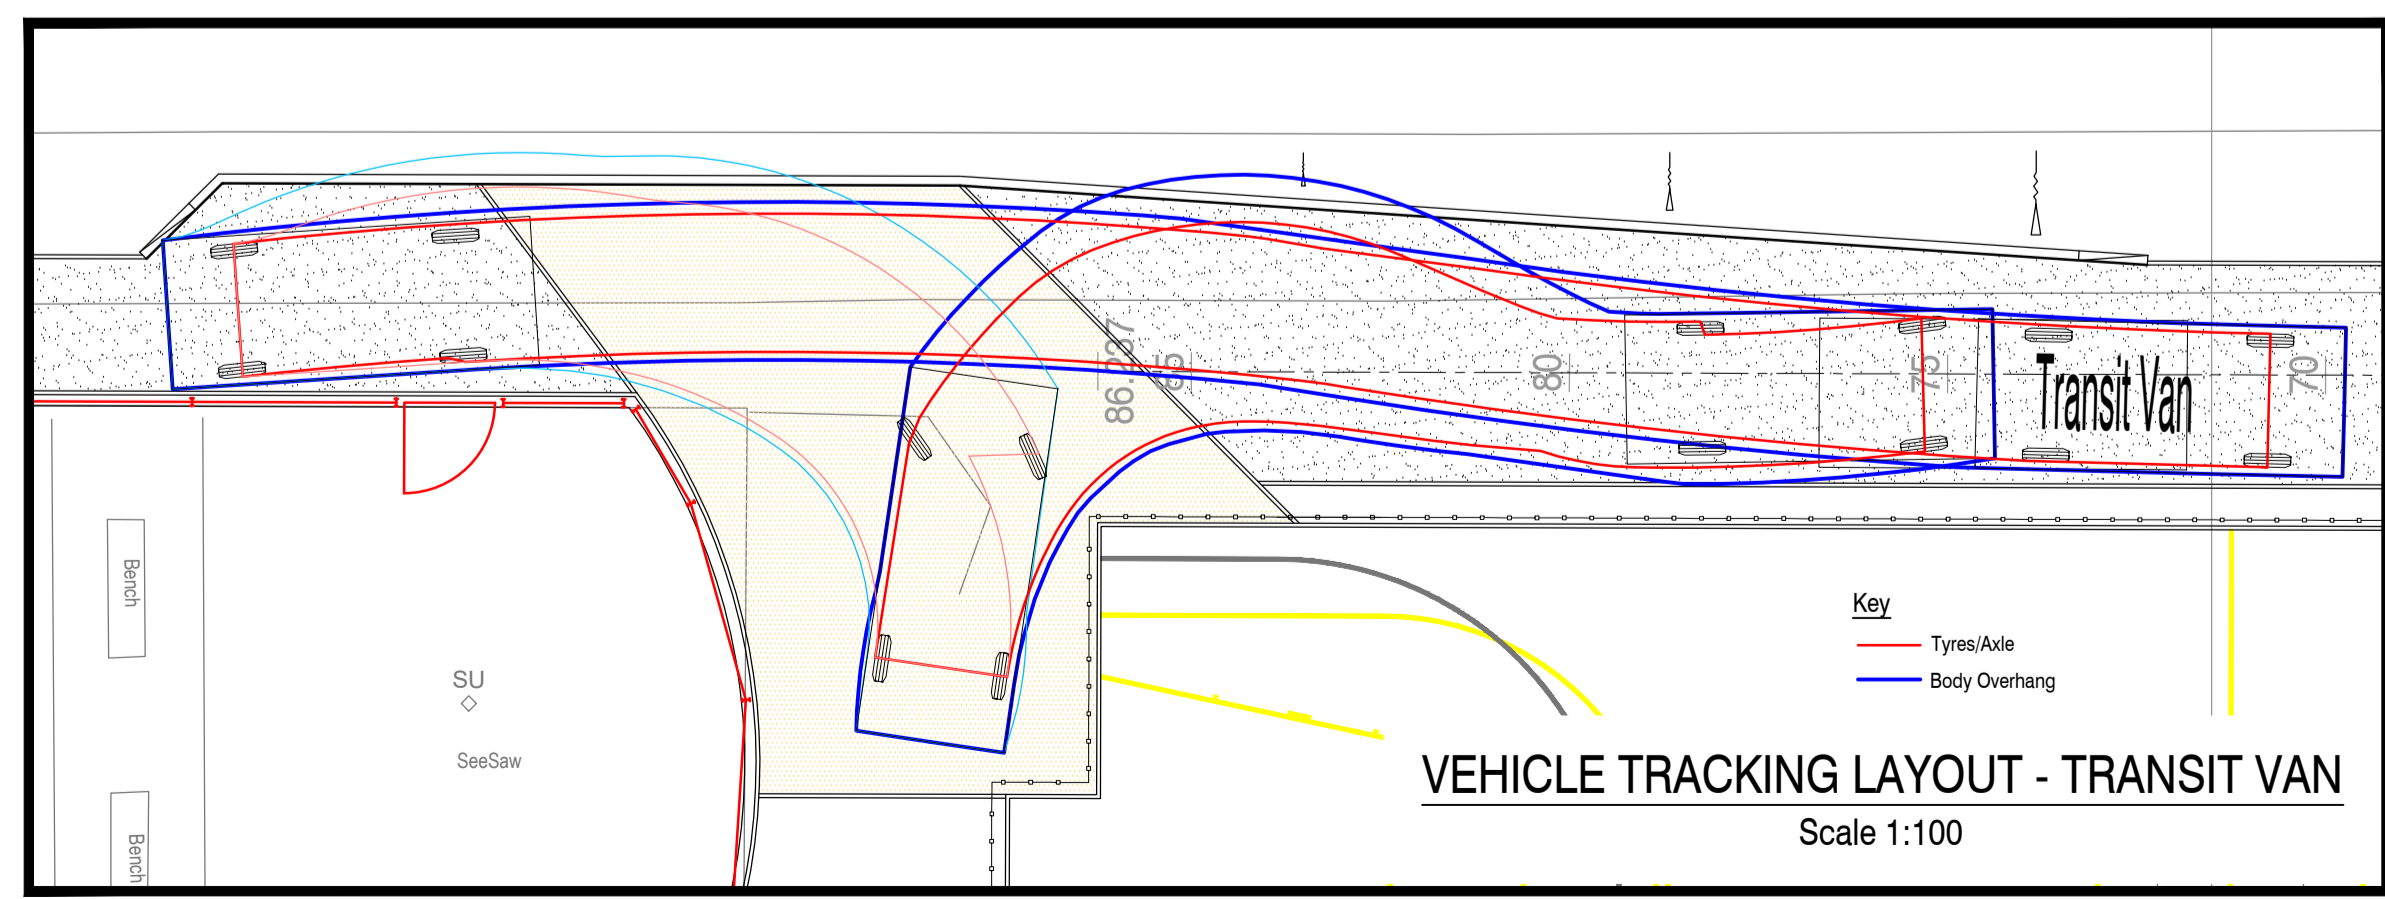 86.237
85
80
75
70
Transit Van
Bench
Bench
SU
SeeSaw
Key
Tyres/Axle
Body Overhang
VEHICLE TRACKING LAYOUT - TRANSIT VAN
Scale 1:100